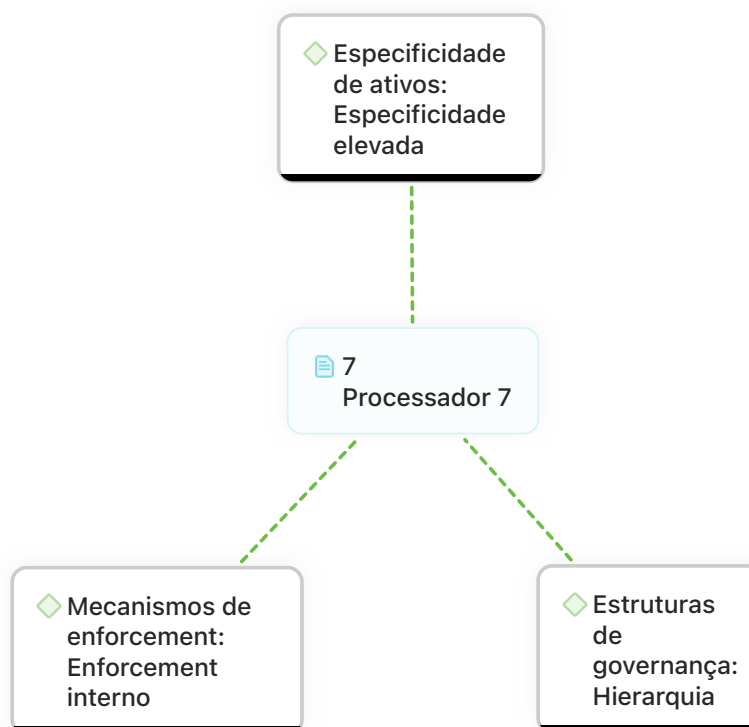 Especificidade
de ativos:
Especificidade
elevada
7
Processador 7
Mecanismos de
enforcement:
Enforcement
interno
Estruturas
de
governança:
Hierarquia